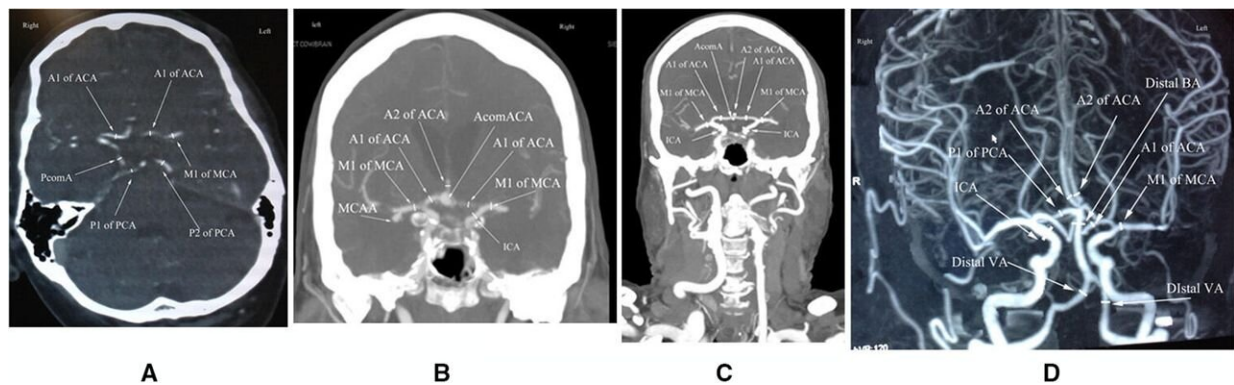 Right
Left
A1 of ACA
A1 of ACA
PcomA
M1 of MCA
P1 of PCA
P2 of PCA
A
left
Right
A2 of ACA
AcomACA
A1 of ACA
A1 of ACA
M1 of MCA
M1 of MCA
MCAA
ICA
B
AcomA
A2 of ACA
A1 of ACA
A1 of ACA
M1 of MCA
M1 of MCA
ICA
ICA
C
Right
Left
Distal BA
A2 of ACA
A2 of ACA
A1 of ACA
P1 of PCA
M1 of MCA
R
ICA
Distal VA
DIstal VA
D